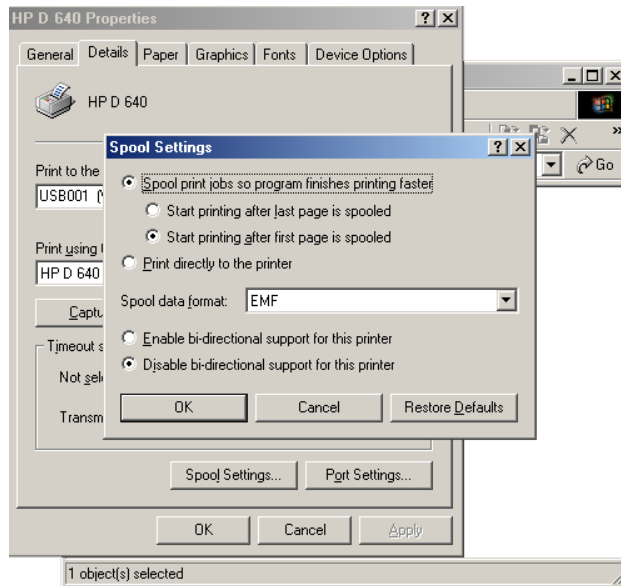 HP D 640 Properties
General Details Paper Graphics Fonts Device Options
HP D 640
Spool Settings
Print to the
USB001
Spool print jobs so program finishes printing faster
Start printing after last page is spooled
Start printing after first page is spooled
Print using
HP D 640
Print directly to the printer
Spool data format: EMF
Enable bi-directional support for this printer
Disable bi-directional support for this printer
Timeout
Not
OK Cancel Restore Defaults
Spool Settings... Port Settings...
OK Cancel Apply
Go
1 object(s) selected